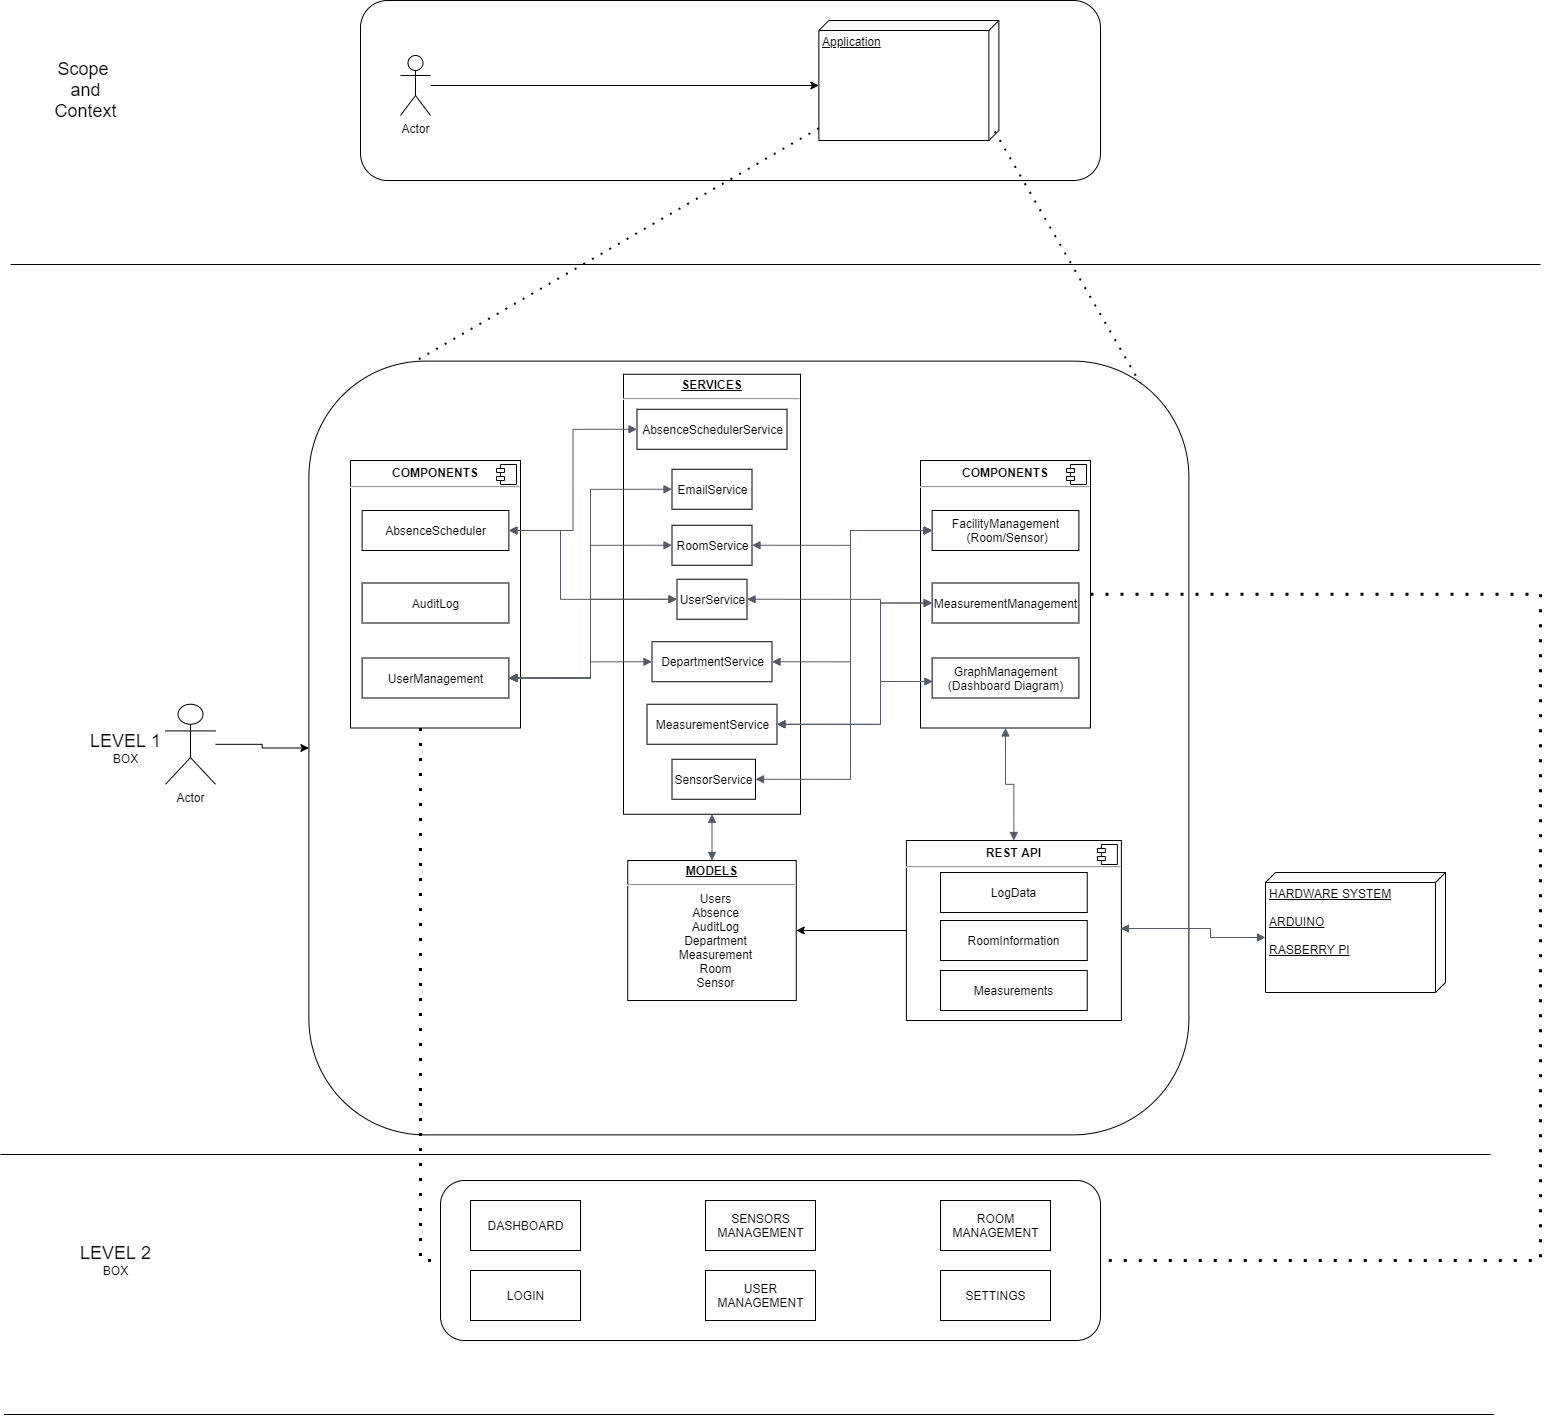 Scope
and
Context
Application
Actor
LEVEL 1
BOX
Actor
COMPONENTS
AbsenceScheduler
AuditLog
UserManagement
SERVICES
AbsenceSchedulerService
EmailService
RoomService
UserService
DepartmentService
MeasurementService
SensorService
COMPONENTS
FacilityManagement
(Room/Sensor)
MeasurementManagement
GraphManagement
(Dashboard Diagram)
MODELS
Users
Absence
AuditLog
Department
Measurement
Room
Sensor
REST API
LogData
RoomInformation
Measurements
HARDWARE SYSTEM
ARDUINO
RASBERRY PI
LEVEL 2
BOX
DASHBOARD
SENSORS
MANAGEMENT
ROOM
MANAGEMENT
LOGIN
USER
MANAGEMENT
SETTINGS